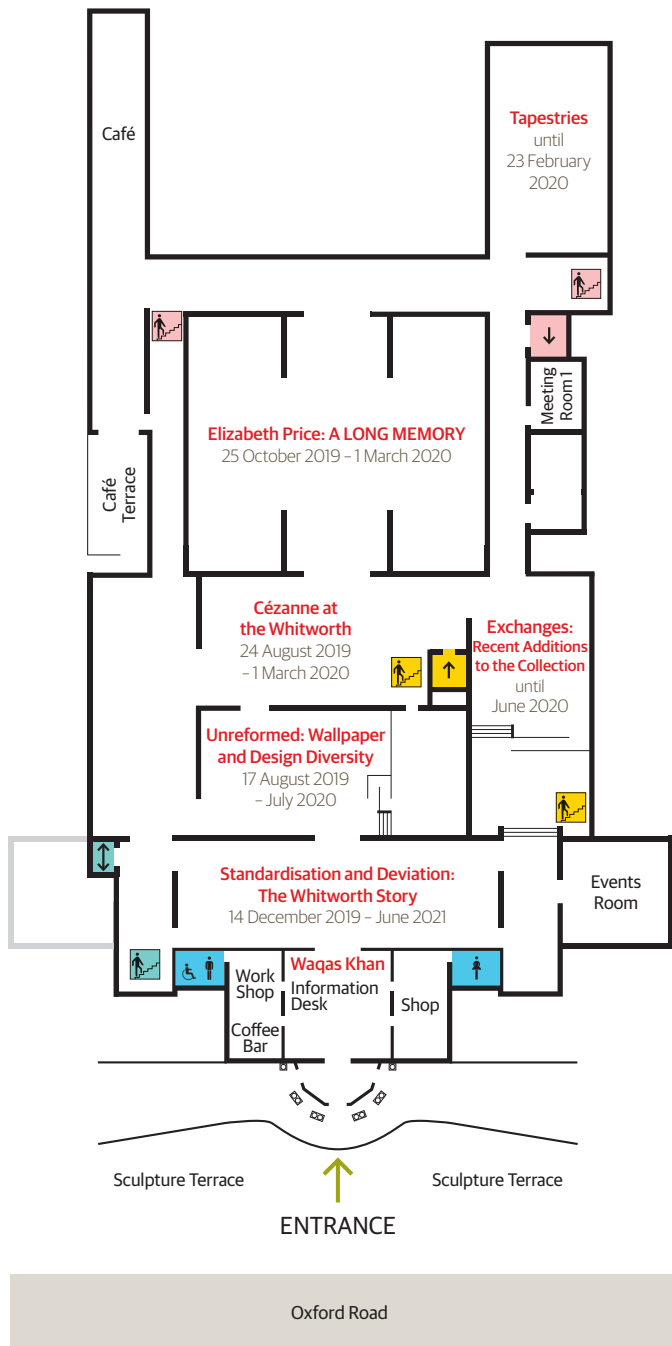 Café
Tapestries
until
23 February
2020
Meeting
Room 1
Elizabeth Price: A LONG MEMORY
25 October 2019 – 1 March 2020
Café
Terrace
Cézanne at
the Whitworth
24 August 2019
– 1 March 2020
Exchanges:
Recent Additions
to the Collection
until
June 2020
Unreformed: Wallpaper
and Design Diversity
17 August 2019
– July 2020
Standardisation and Deviation:
The Whitworth Story
14 December 2019 – June 2021
Events
Room
Waqas Khan
Information
Desk
Work
Shop
Coffee
Bar
Shop
Sculpture Terrace
Sculpture Terrace
ENTRANCE
Oxford Road